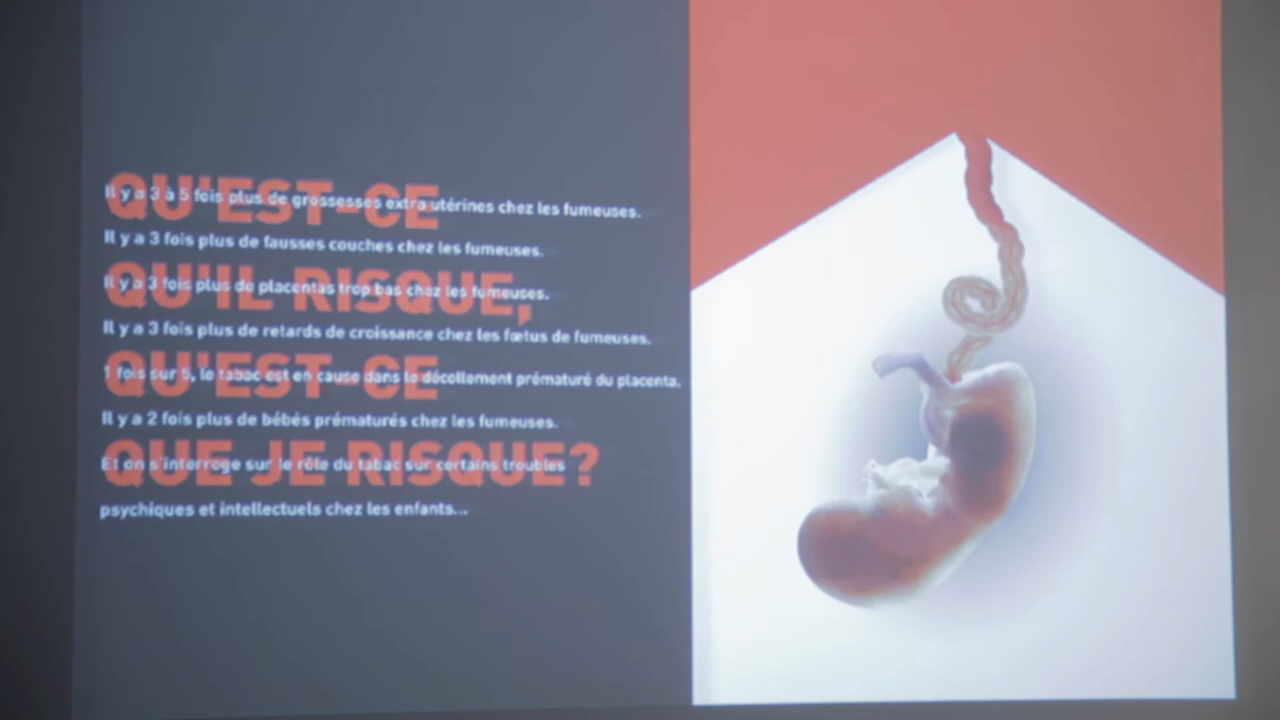 QU'EST-CE
Il y a 3 à 5 fois plus de grossesses extra utérines chez les fumeuses.
Il y a 3 fois plus de fausses couches chez les fumeuses.
QU'IL RISQUE,
Il y a 3 fois plus de placentas trop bas chez les fumeuses.
Il y a 3 fois plus de retards de croissance chez les fœtus de fumeuses.
QU'EST-CE
1 fois sur 5, le tabac est en cause dans le décollement prématuré du placenta.
Il y a 2 fois plus de bébés prématurés chez les fumeuses.
QUE JE RISQUE?
Et on s'interroge sur le rôle du tabac sur certains troubles
psychiques et intellectuels chez les enfants...